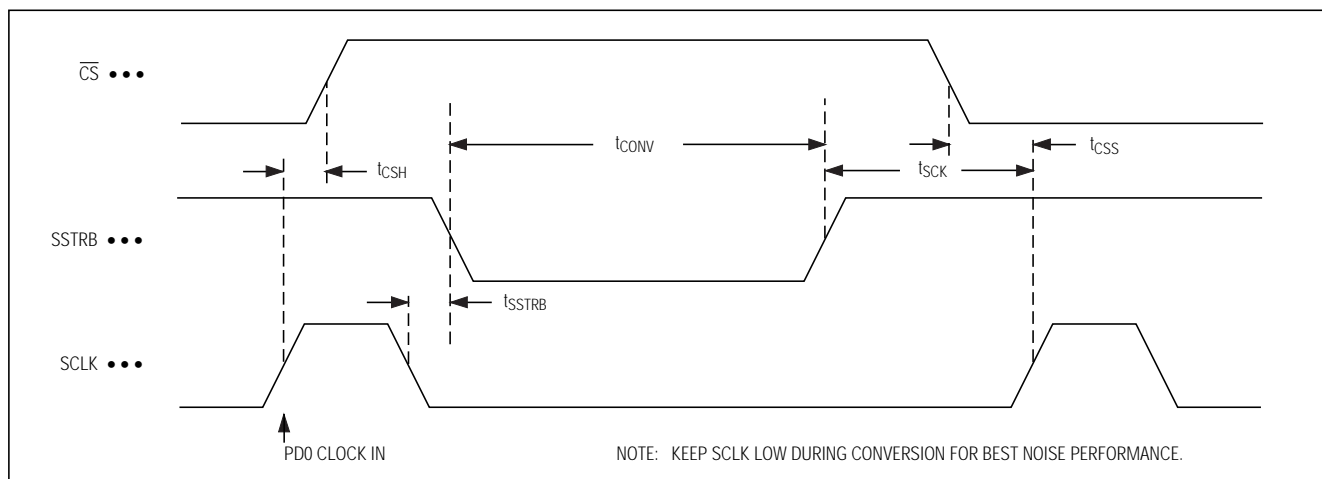 CS •••
tCONV
tCSS
tCSH
tSCK
SSTRB •••
tSSTRB
SCLK •••
PD0 CLOCK IN
NOTE: KEEP SCLK LOW DURING CONVERSION FOR BEST NOISE PERFORMANCE.